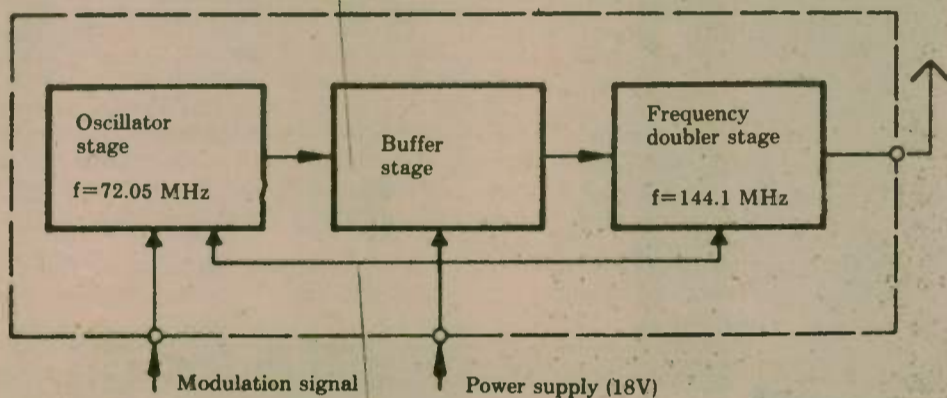 Oscillator
stage
f=72.05 MHz
Buffer
stage
Frequency
doubler stage
f=144.1 MHz
Modulation signal
Power supply (18V)